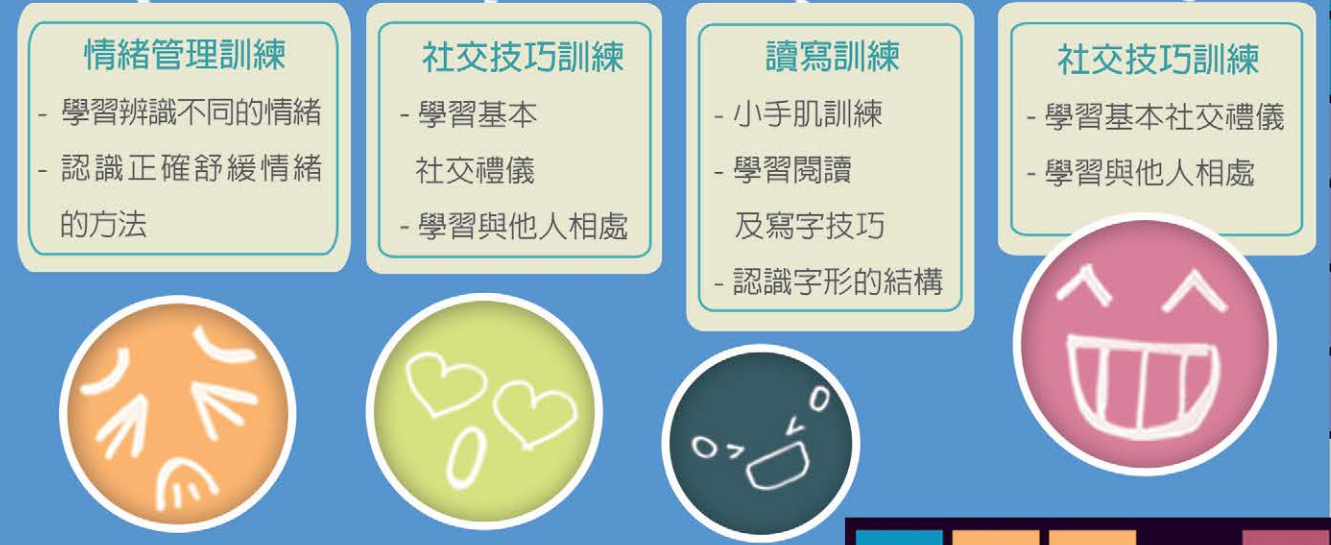 情緒管理訓練
- 學習辨識不同的情緒
- 認識正確舒緩情緒
的方法
社交技巧訓練
- 學習基本
社交禮儀
- 學習與他人相處
讀寫訓練
- 小手肌訓練
- 學習閱讀
及寫字技巧
- 認識字形的結構
社交技巧訓練
- 學習基本社交禮儀
- 學習與他人相處